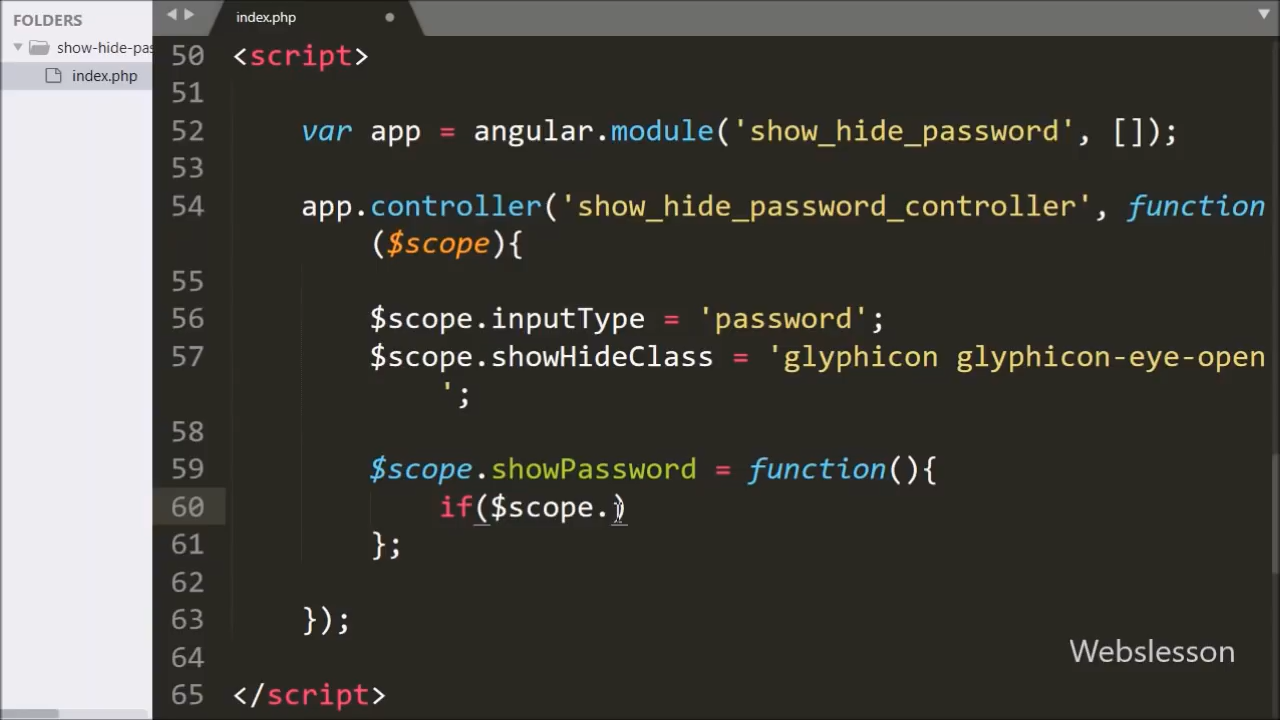 FOLDERS
show-hide-pas
index.php
index.php
50 <script>
51
52 var app = angular.module('show_hide_password', []);
53
54 app.controller('show_hide_password_controller', function
($scope){
55
56 $scope.inputType = 'password';
57 $scope.showHideClass = 'glyphicon glyphicon-eye-open
';
58
59 $scope.showPassword = function(){
60 if($scope.)
61 };
62
63 });
64
65 </script>
Webslesson